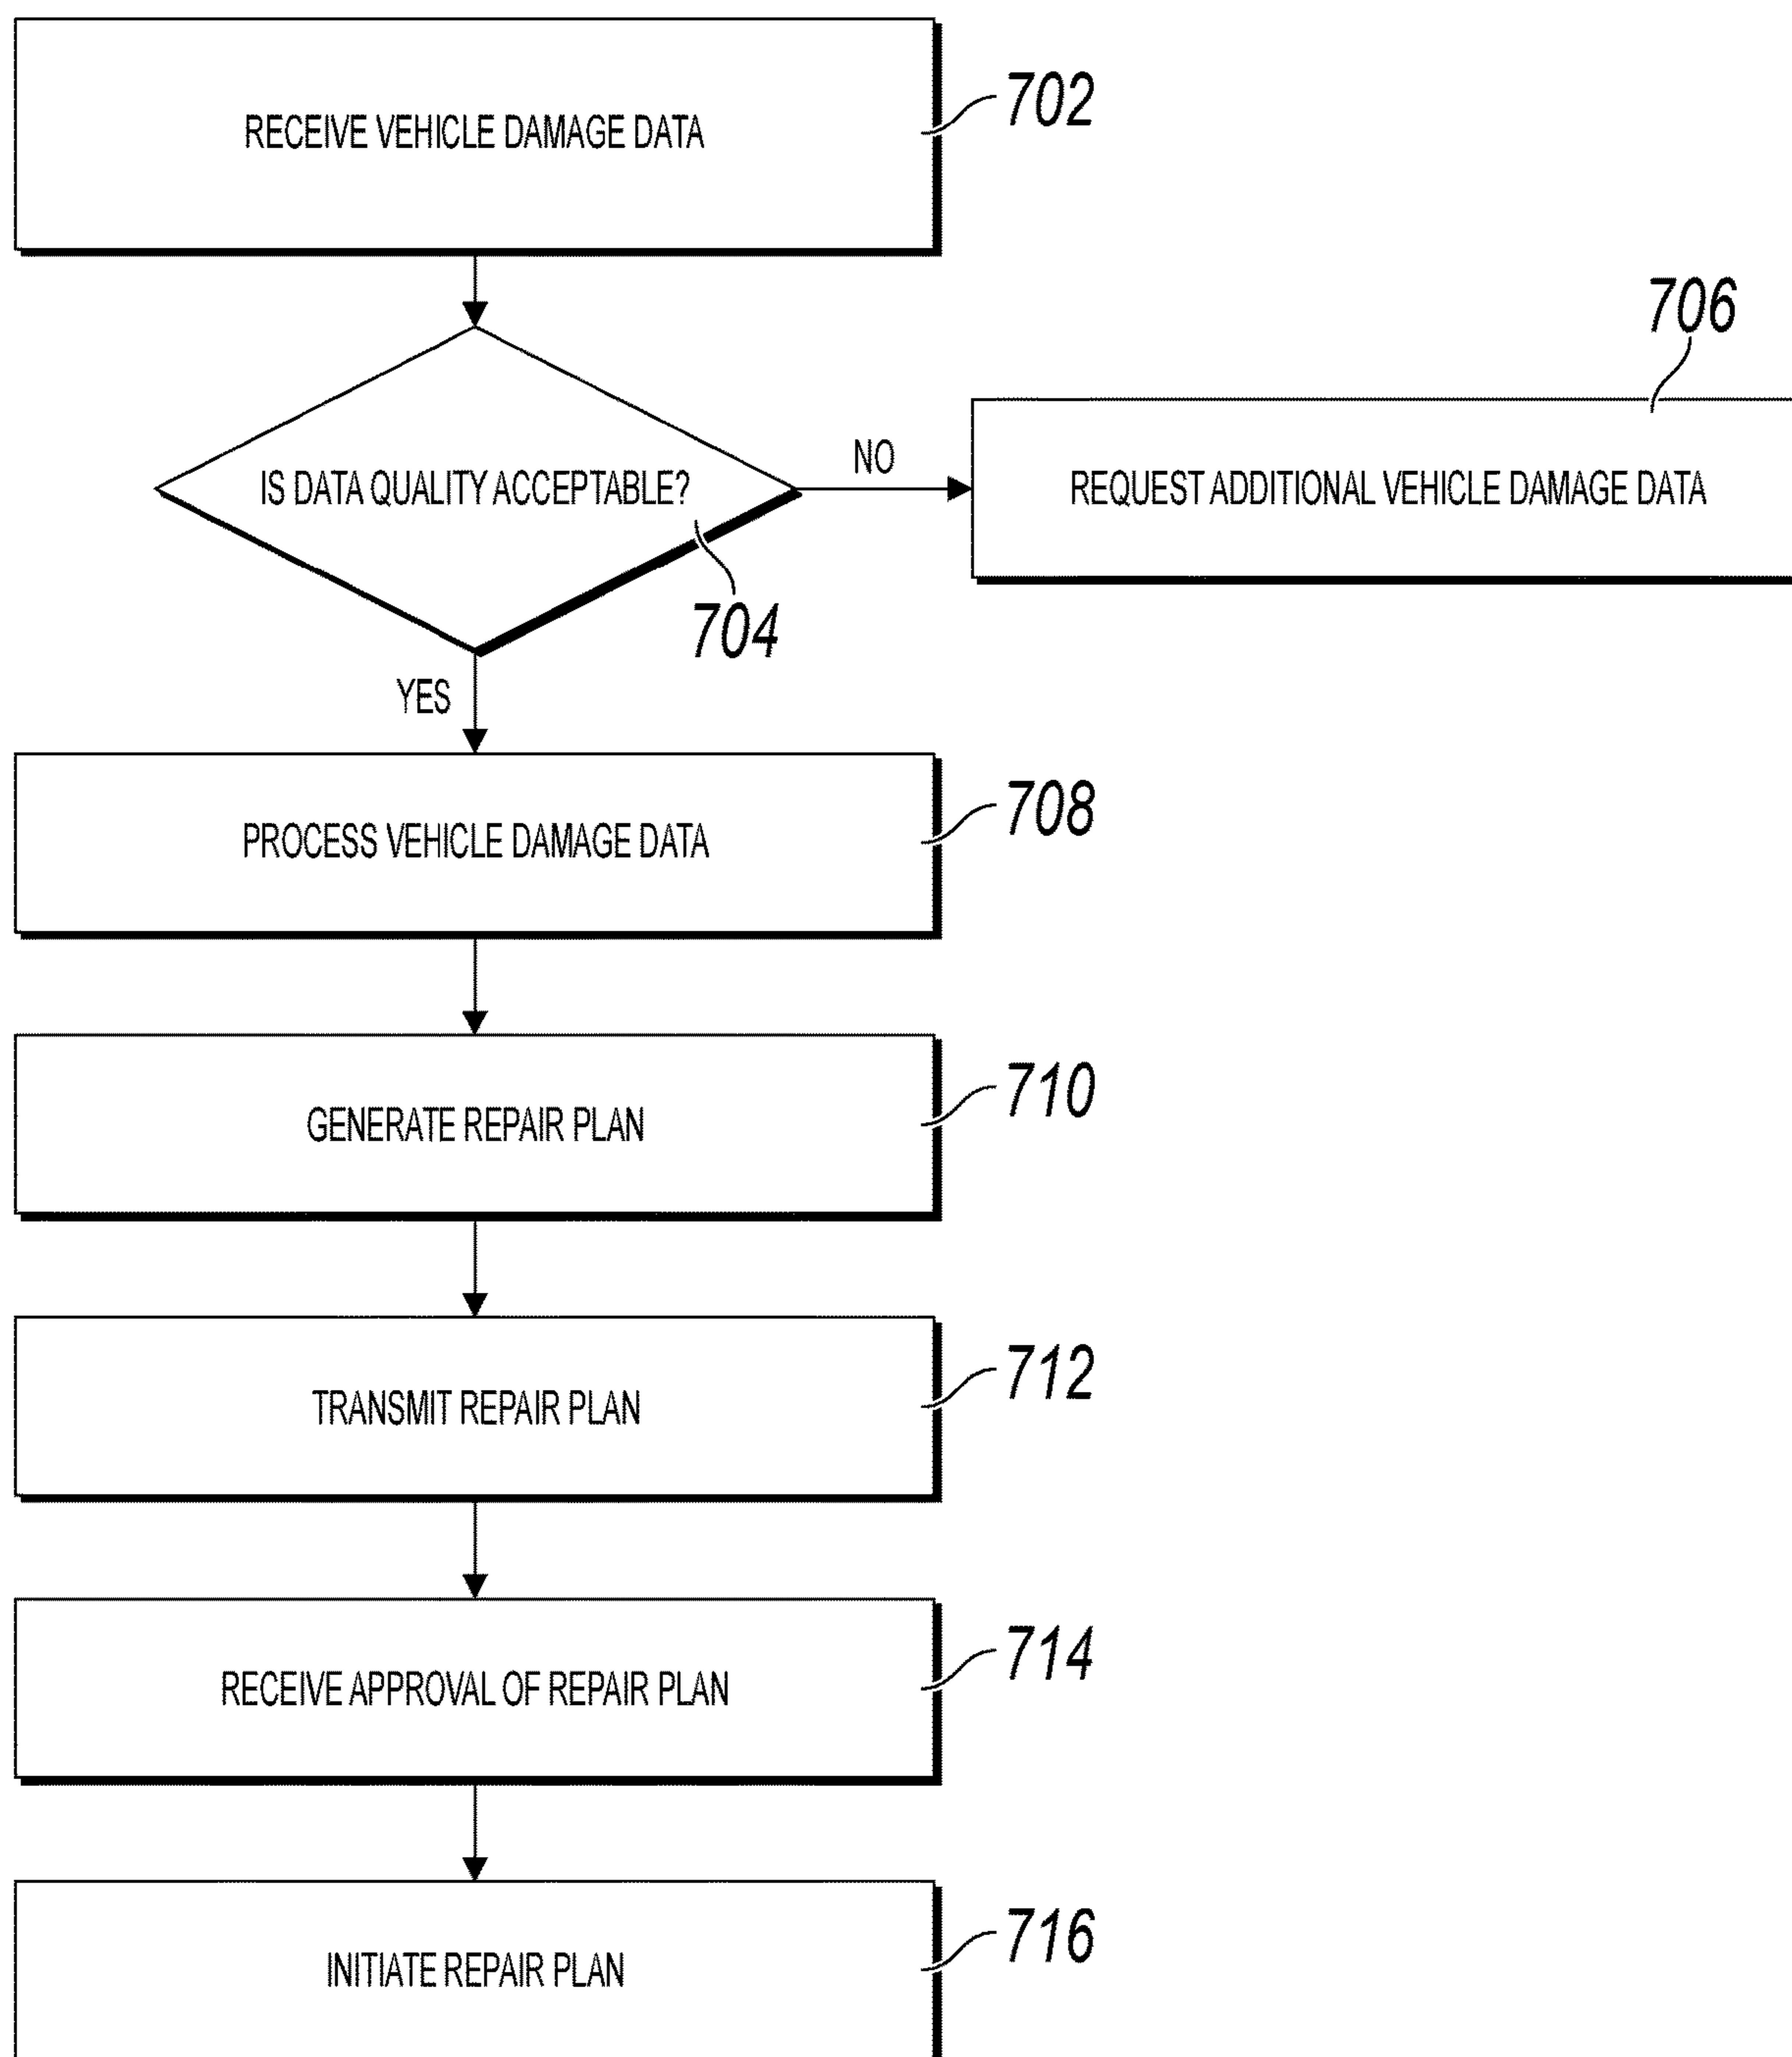 RECEIVE VEHICLE DAMAGE DATA
702
706
IS DATA QUALITY ACCEPTABLE?
NO
REQUEST ADDITIONAL VEHICLE DAMAGE DATA
704
YES
PROCESS VEHICLE DAMAGE DATA
708
GENERATE REPAIR PLAN
710
TRANSMIT REPAIR PLAN
712
RECEIVE APPROVAL OF REPAIR PLAN
714
INITIATE REPAIR PLAN
716